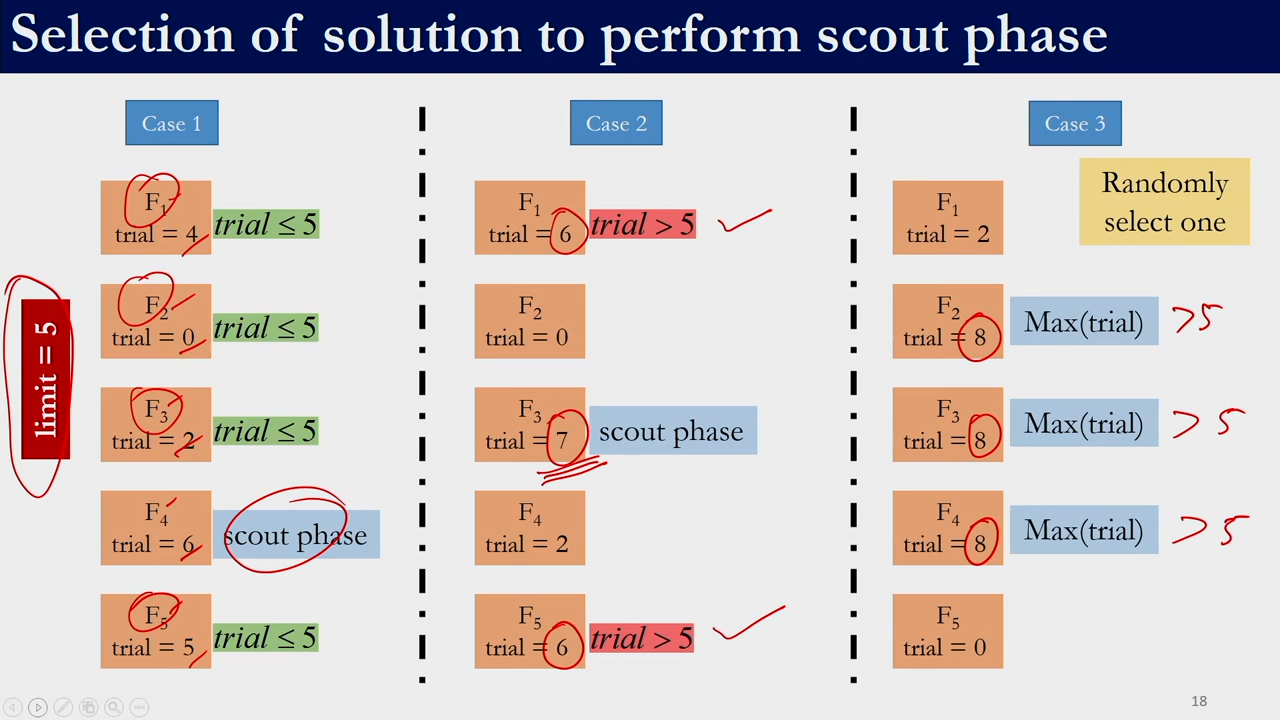 Selection of solution to perform scout phase
limit = 5
Case 1
F1
trial = 4
trial ≤ 5
F2
trial = 0
trial ≤ 5
F3
trial = 2
trial ≤ 5
F4
trial = 6
scout phase
F5
trial = 5
trial ≤ 5
Case 2
F1
trial = 6
trial > 5
F2
trial = 0
F3
trial = 7
scout phase
F4
trial = 2
F5
trial = 6
trial > 5
Case 3
Randomly
select one
F1
trial = 2
F2
trial = 8
Max(trial) >5
F3
trial = 8
Max(trial) > 5
F4
trial = 8
Max(trial) > 5
F5
trial = 0
18